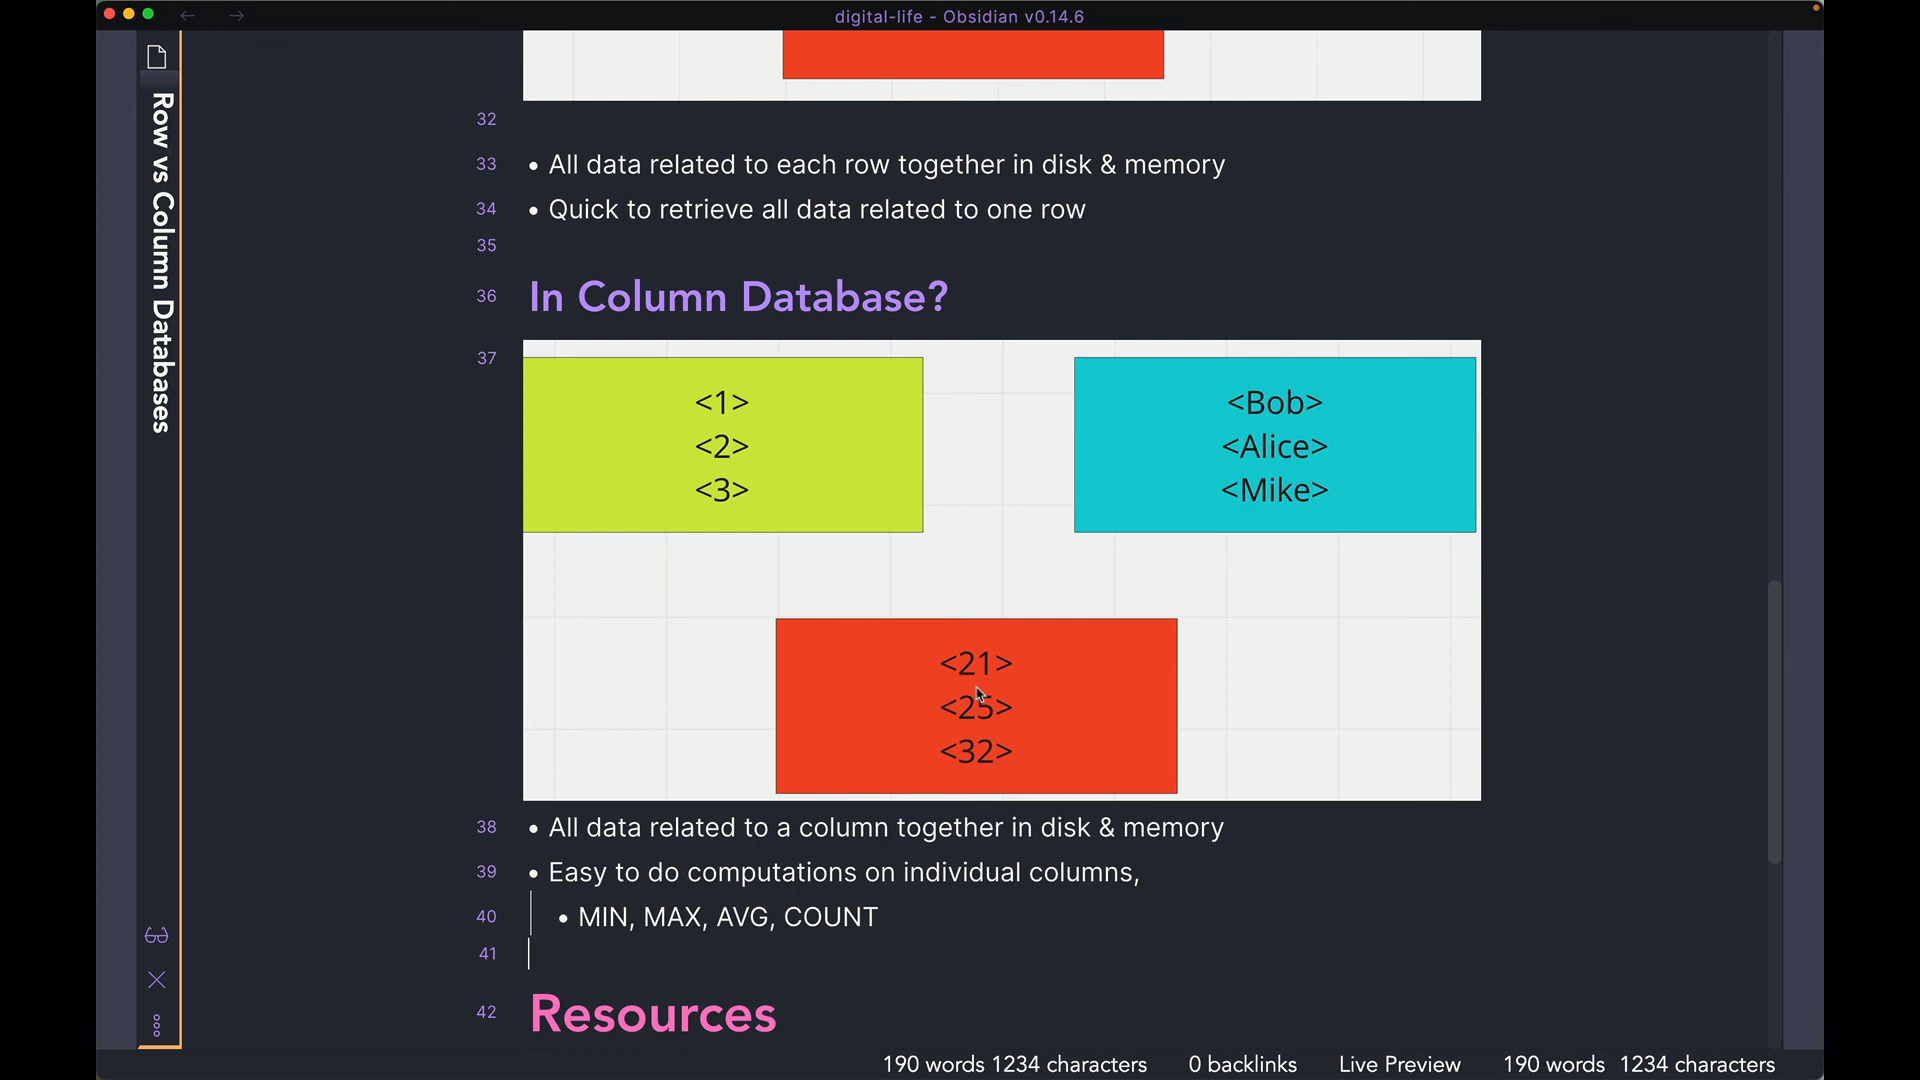 digital-life - Obsidian v0.14.6
Row vs Column Databases
32
33 • All data related to each row together in disk & memory
34 • Quick to retrieve all data related to one row
35
36 In Column Database?
37
<1>
<2>
<3>
<Bob>
<Alice>
<Mike>
<21>
<25>
<32>
38 • All data related to a column together in disk & memory
39 • Easy to do computations on individual columns,
40 • MIN, MAX, AVG, COUNT
41
42 Resources
190 words 1234 characters 0 backlinks Live Preview 190 words 1234 characters